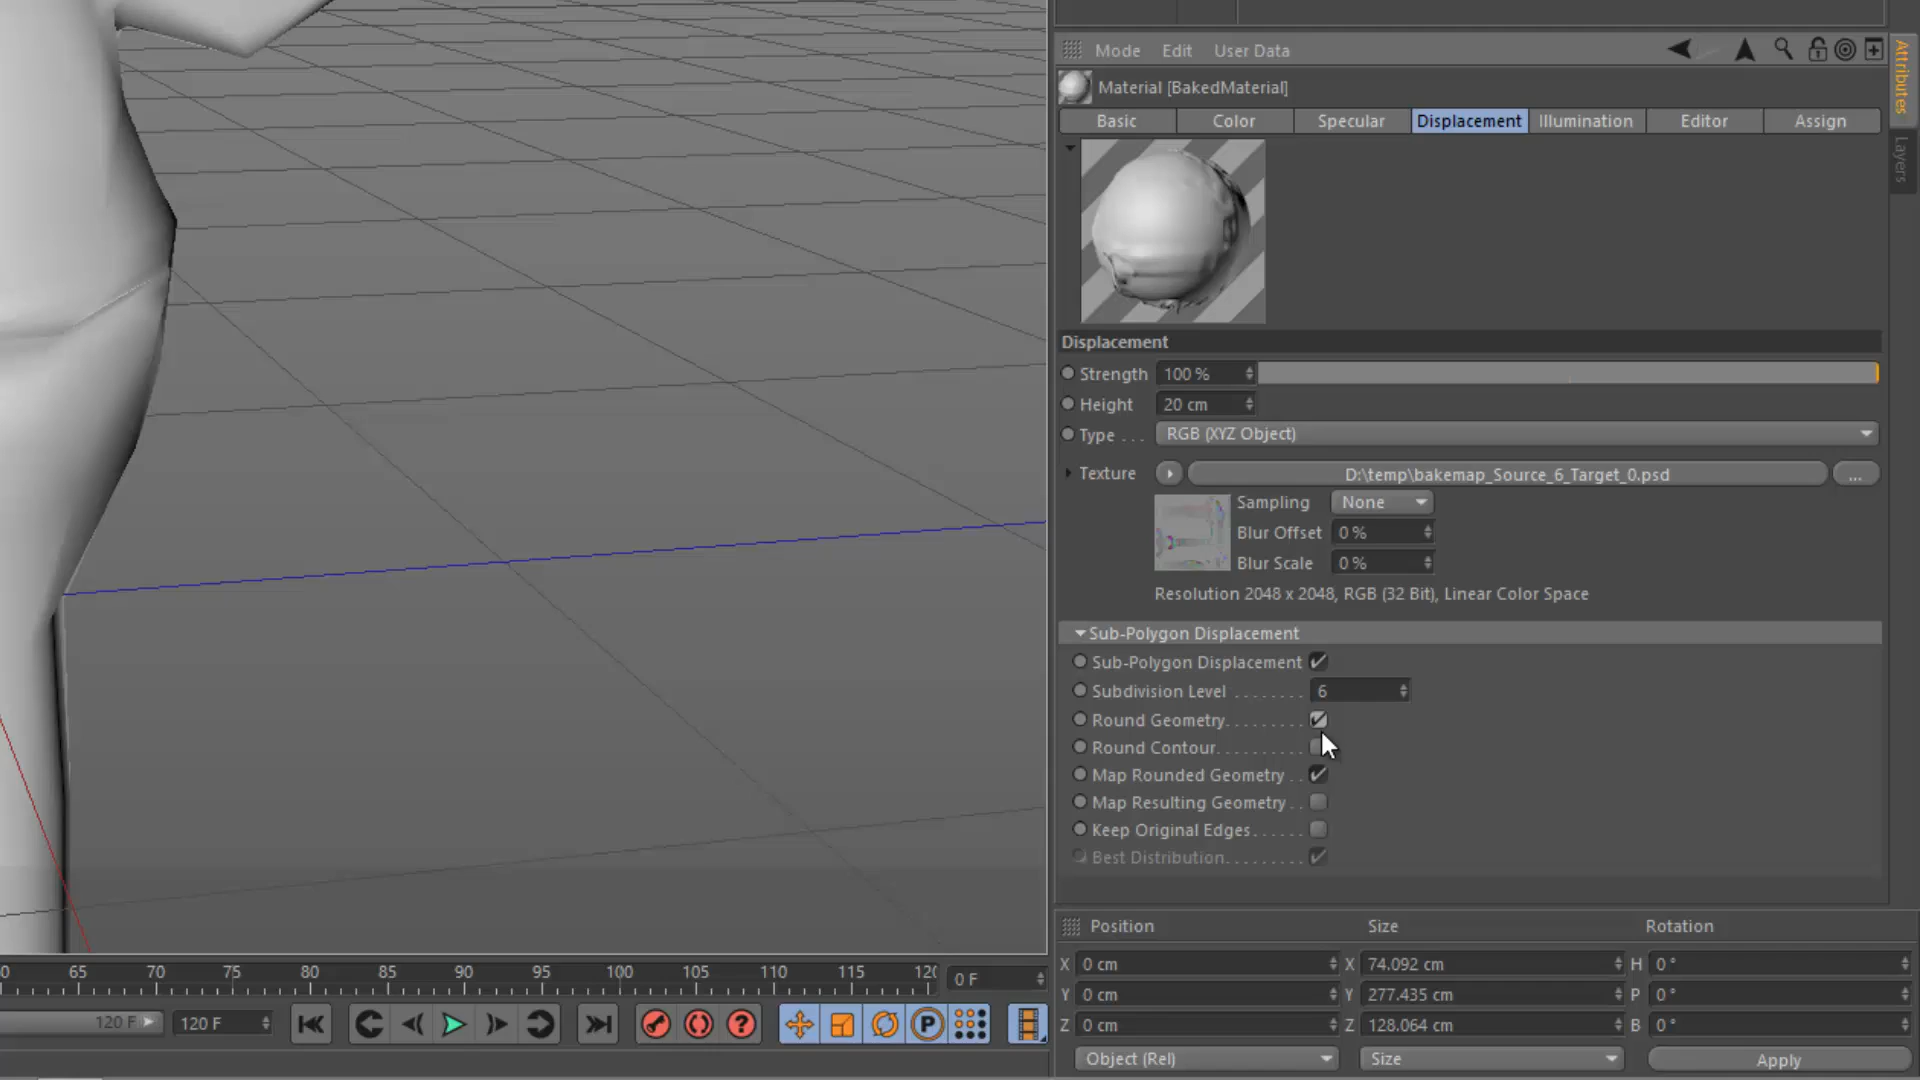 Mode Edit User Data
Attributes
Layers
Material [BakedMaterial]
Basic Color Specular Displacement Illumination Editor Assign
Displacement
Strength 100 %
Height 20 cm
Type . . . RGB (XYZ Object)
Texture D:\temp\bakemap_Source_6_Target_0.psd ...
Sampling None
Blur Offset 0 %
Blur Scale 0 %
Resolution 2048 x 2048, RGB (32 Bit), Linear Color Space
Sub-Polygon Displacement
Sub-Polygon Displacement
Subdivision Level . . . . . . . . 6
Round Geometry. . . . . . . . .
Round Contour. . . . . . . . . .
Map Rounded Geometry . .
Map Resulting Geometry . .
Keep Original Edges. . . . . .
Best Distribution. . . . . . . . .
Position Size Rotation
X 0 cm X 74.092 cm H 0 °
Y 0 cm Y 277.435 cm P 0 °
Z 0 cm Z 128.064 cm B 0 °
Object (Rel) Size Apply
0 65 70 75 80 85 90 95 100 105 110 115 120 0 F
120 F 120 F
P